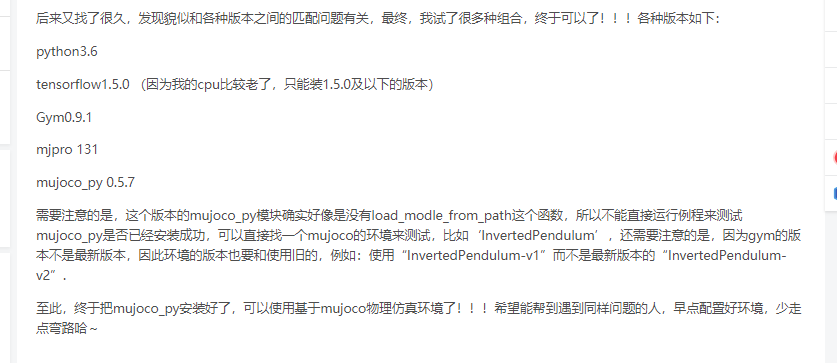 后来又找了很久，发现貌似和各种版本之间的匹配问题有关，最终，我试了很多种组合，终于可以了！！！各种版本如下：
python3.6
tensorflow1.5.0 （因为我的cpu比较老了，只能装1.5.0及以下的版本）
Gym0.9.1
mjpro 131
mujoco_py 0.5.7
需要注意的是，这个版本的mujoco_py模块确实好像是没有load_modle_from_path这个函数，所以不能直接运行例程来测试
mujoco_py是否已经安装成功，可以直接找一个mujoco的环境来测试，比如‘InvertedPendulum’，还需要注意的是，因为gym的版
本不是最新版本，因此环境的版本也要和使用旧的，例如：使用“InvertedPendulum-v1”而不是最新版本的“InvertedPendulum-
v2”.
至此，终于把mujoco_py安装好了，可以使用基于mujoco物理仿真环境了！！！希望能帮到遇到同样问题的人，早点配置好环境，少走
点弯路哈～